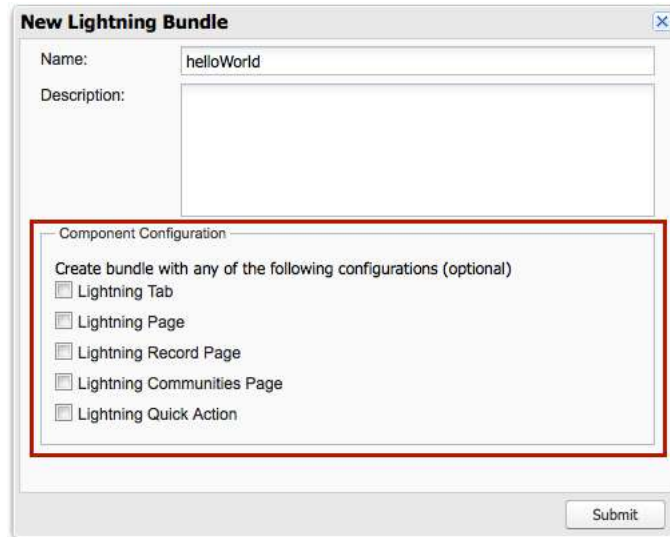 New Lightning Bundle
Name:
helloWorld
Description:
Component Configuration
Create bundle with any of the following configurations (optional)
Lightning Tab
Lightning Page
Lightning Record Page
Lightning Communities Page
Lightning Quick Action
Submit